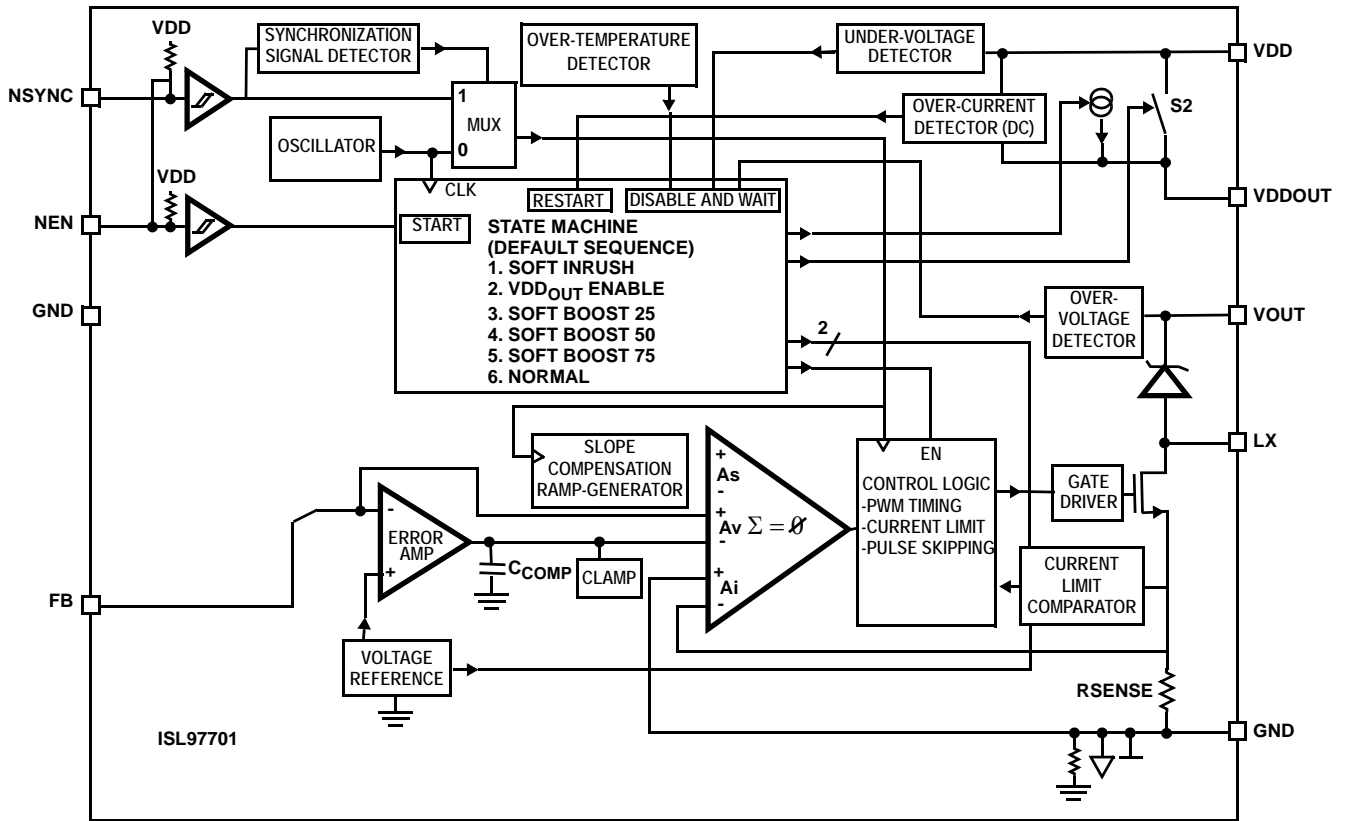 VDD
SYNCHRONIZATION
SIGNAL DETECTOR
OVER-TEMPERATURE
DETECTOR
UNDER-VOLTAGE
DETECTOR
VDD
NSYNC
1
MUX
0
OVER-CURRENT
DETECTOR (DC)
S2
OSCILLATOR
VDD
CLK
RESTART
DISABLE AND WAIT
VDDOUT
NEN
START
STATE MACHINE
(DEFAULT SEQUENCE)
1. SOFT INRUSH
2. VDDOUT ENABLE
3. SOFT BOOST 25
4. SOFT BOOST 50
5. SOFT BOOST 75
6. NORMAL
GND
2
OVER-
VOLTAGE
DETECTOR
VOUT
SLOPE
COMPENSATION
RAMP-GENERATOR
+
As
-
+
Av Σ = 0
-
+
Ai
-
EN
CONTROL LOGIC
-PWM TIMING
-CURRENT LIMIT
-PULSE SKIPPING
GATE
DRIVER
LX
-
ERROR
AMP
+
CCOMP
CLAMP
CURRENT
LIMIT
COMPARATOR
FB
VOLTAGE
REFERENCE
RSENSE
ISL97701
GND